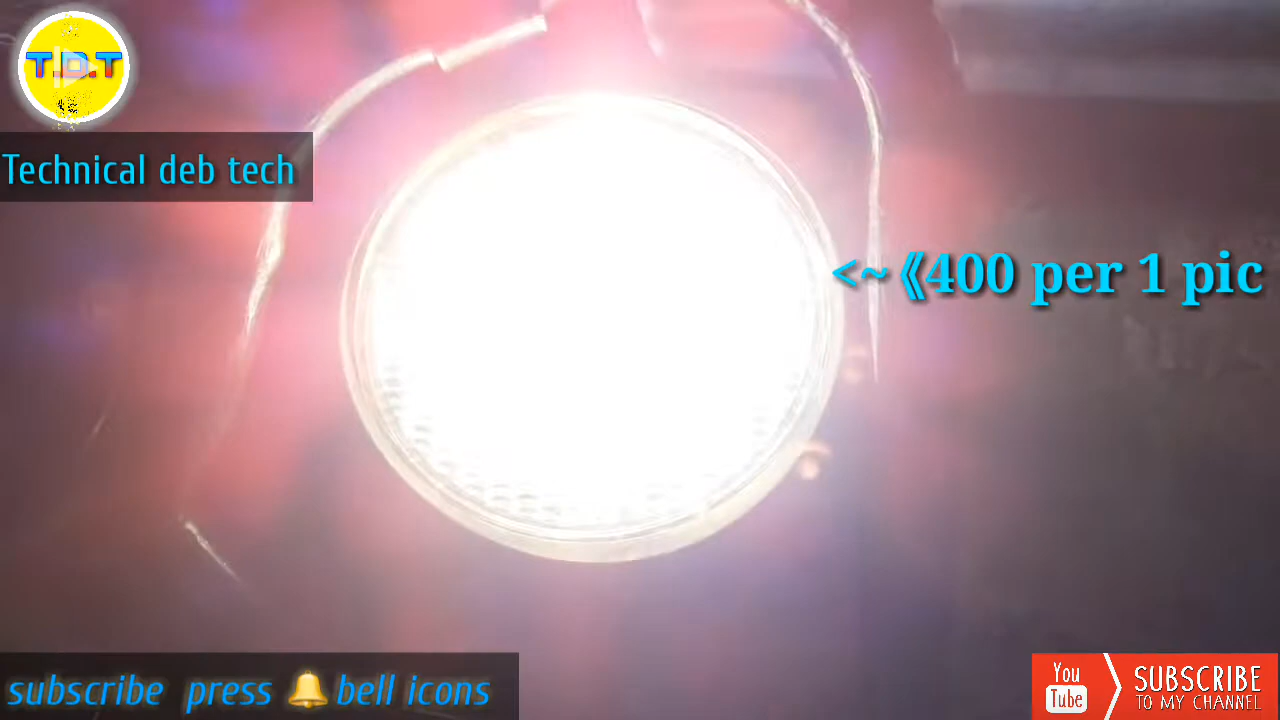 T.D.T
Technical deb tech
<~《400 per 1 pic
subscribe press 🔔 bell icons
You
Tube
SUBSCRIBE
TO MY CHANNEL